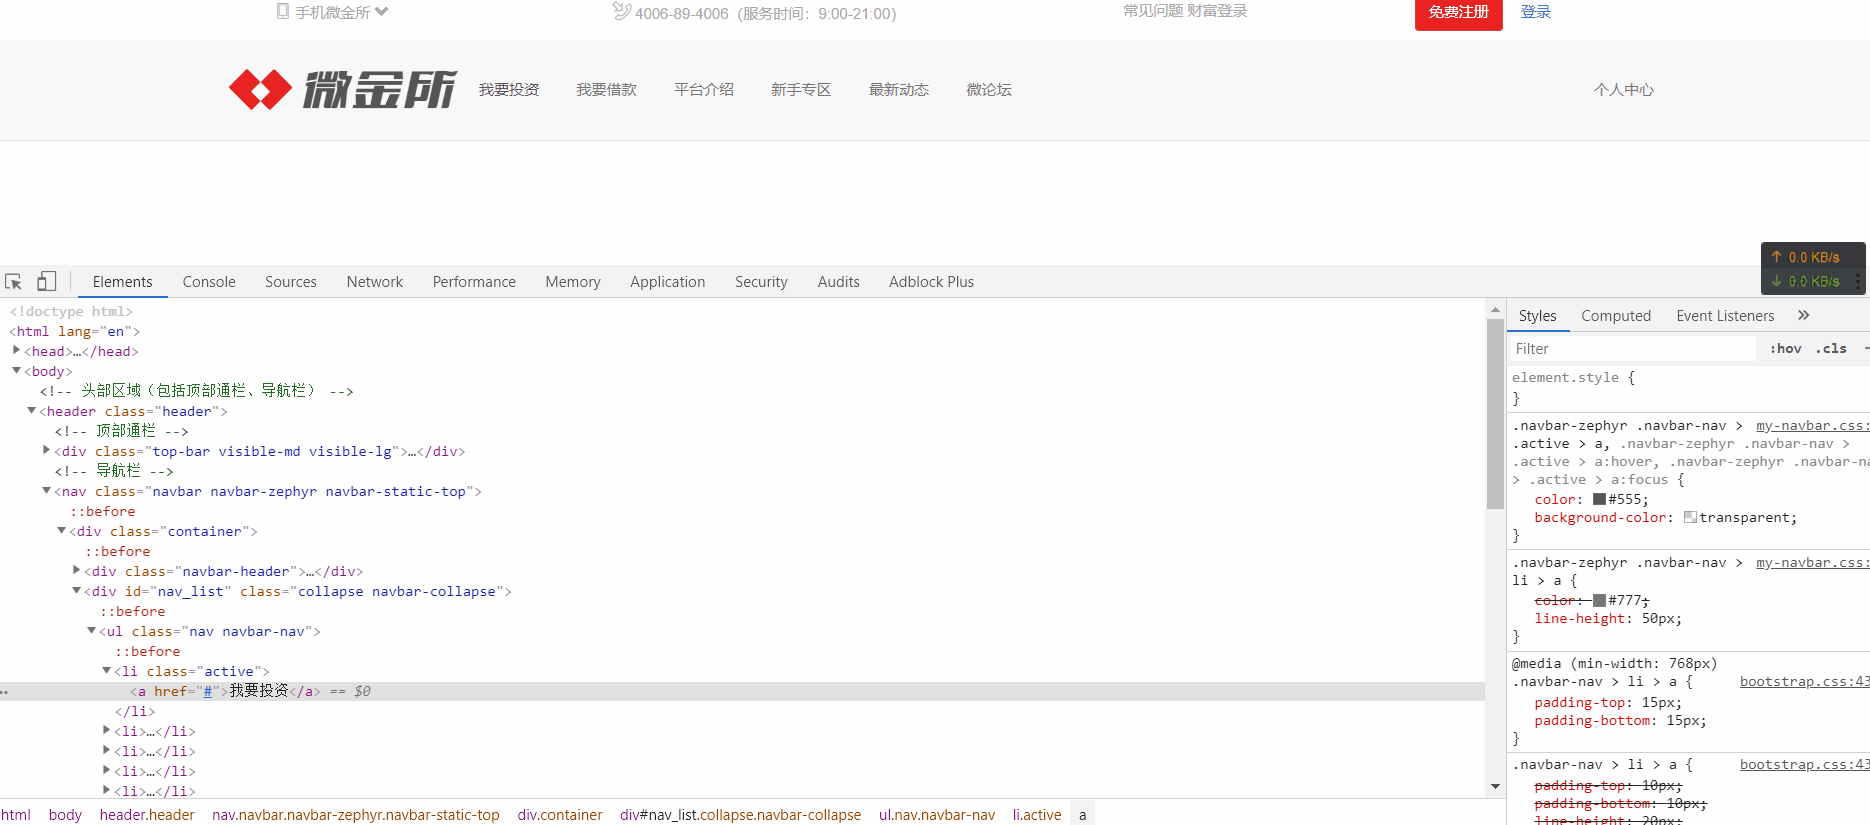 手机微金所
4006-89-4006（服务时间：9:00-21:00）
常见问题 财富登录
免费注册
登录
微金所
我要投资
我要借款
平台介绍
新手专区
最新动态
微论坛
个人中心
↑ 0.0 KB/s
↓ 0.0 KB/s
Elements Console Sources Network Performance Memory Application Security Audits Adblock Plus
<!doctype html>
<html lang="en">
<head>…</head>
<body>
<!-- 头部区域（包括顶部通栏、导航栏） -->
<header class="header">
<!-- 顶部通栏 -->
<div class="top-bar visible-md visible-lg">…</div>
<!-- 导航栏 -->
<nav class="navbar navbar-zephyr navbar-static-top">
::before
<div class="container">
::before
<div class="navbar-header">…</div>
<div id="nav_list" class="collapse navbar-collapse">
::before
<ul class="nav navbar-nav">
::before
<li class="active">
<a href="#">我要投资</a> == $0
</li>
<li>…</li>
<li>…</li>
<li>…</li>
<li>…</li>
html body header.header nav.navbar.navbar-zephyr.navbar-static-top div.container div#nav_list.collapse.navbar-collapse ul.nav.navbar-nav li.active a
Styles Computed Event Listeners »
Filter :hov .cls
element.style {
}
.navbar-zephyr .navbar-nav > my-navbar.css:
.active > a, .navbar-zephyr .navbar-nav >
.active > a:hover, .navbar-zephyr .navbar-na
> .active > a:focus {
color: #555;
background-color: transparent;
}
.navbar-zephyr .navbar-nav > my-navbar.css:
li > a {
color: #777;
line-height: 50px;
}
@media (min-width: 768px)
.navbar-nav > li > a { bootstrap.css:43
padding-top: 15px;
padding-bottom: 15px;
}
.navbar-nav > li > a { bootstrap.css:43
padding-top: 10px;
padding-bottom: 10px;
line-height: 20px;